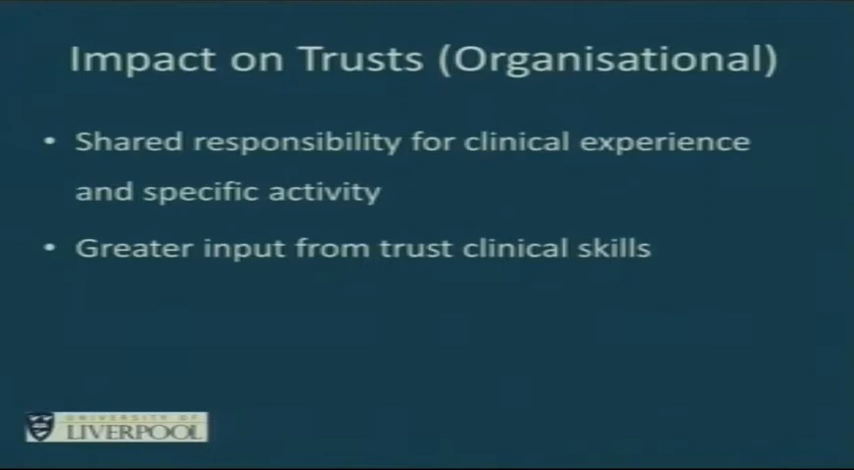 Impact on Trusts (Organisational)
• Shared responsibility for clinical experience
and specific activity
• Greater input from trust clinical skills
UNIVERSITY OF
LIVERPOOL